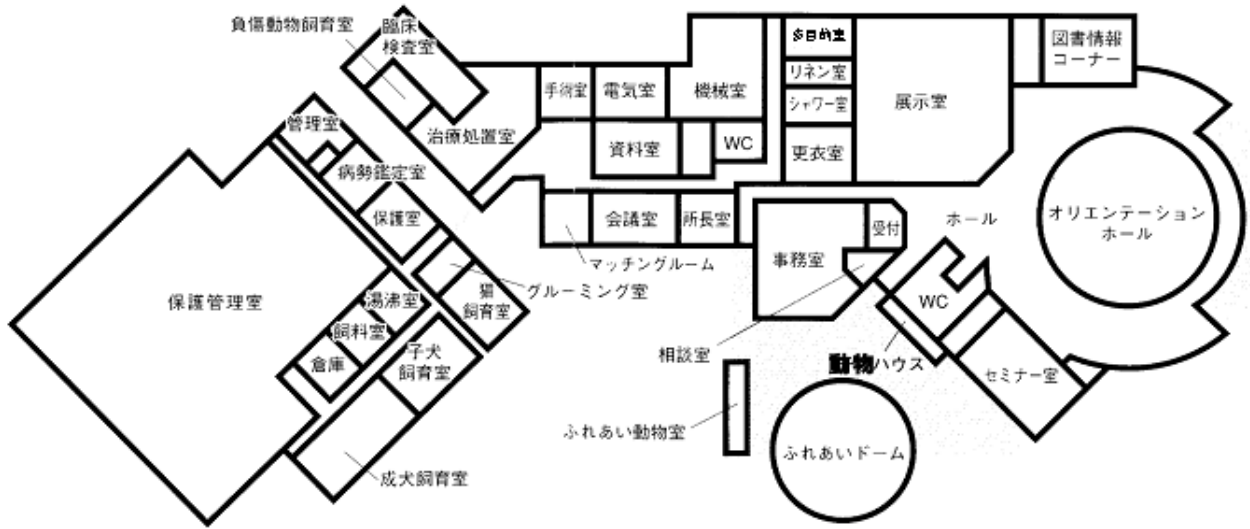 負傷動物飼育室
臨床
検査室
多目的室
図書情報
コーナー
リネン室
手術室
電気室
機械室
シャワー室
展示室
管理室
治療処置室
資料室
WC
更衣室
病勢鑑定室
保護室
会議室
所長室
受付
ホール
オリエンテーション
ホール
マッチングルーム
事務室
グルーミング室
猫
飼育室
保護管理室
湯沸室
WC
飼料室
相談室
子犬
飼育室
倉庫
動物ハウス
セミナー室
ふれあい動物室
ふれあいドーム
成犬飼育室